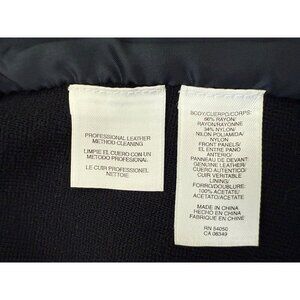 PROFESSIONAL LEATHER
METHOD-CLEANING
LIMPIE EL CUERO CON UN
METODO PROFESIONAL
LE CUIR PROFESSIONEL
NETTOIE
BODY/CUERPO/CORPS:
66% RAYON/
RAYON/RAYONNE
34% NYLON/
NILON POLIAMIDA/
NYLON
FRONT PANELS/
EL ENTRE PANIO
ANTERIO/
PANNEAU DE DEVANT
GENUINE LEATHER/
CUERO AUTENTICO/
CUIR VERITABLE
LINING/
FORRO/DOUBLURE:
100% ACETATE/
ACETATO/ACETATE
MADE IN CHINA
HECHO EN CHINA
FABRIQUE EN CHINE
RN 54050
CA 06349